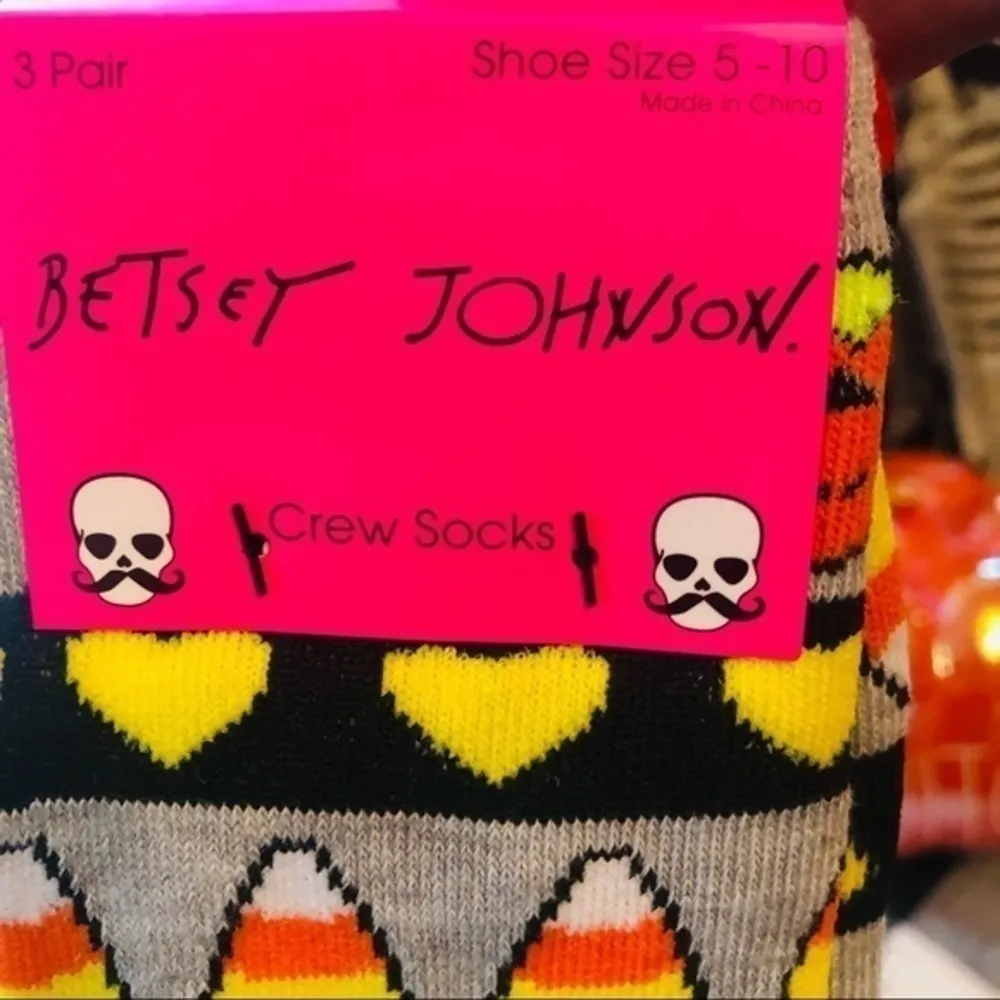 3 Pair
Shoe Size 5 - 10
Made in China
BETSEY JOHNSON.
Crew Socks